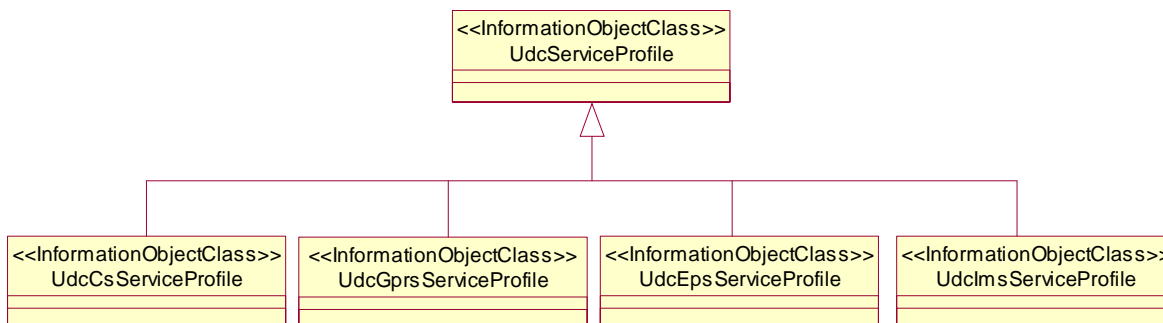 <<InformationObjectClass>>
UdcServiceProfile
<<InformationObjectClass>>
UdcCsServiceProfile
<<InformationObjectClass>>
UdcGprsServiceProfile
<<InformationObjectClass>>
UdcEpsServiceProfile
<<InformationObjectClass>>
UdcImsServiceProfile